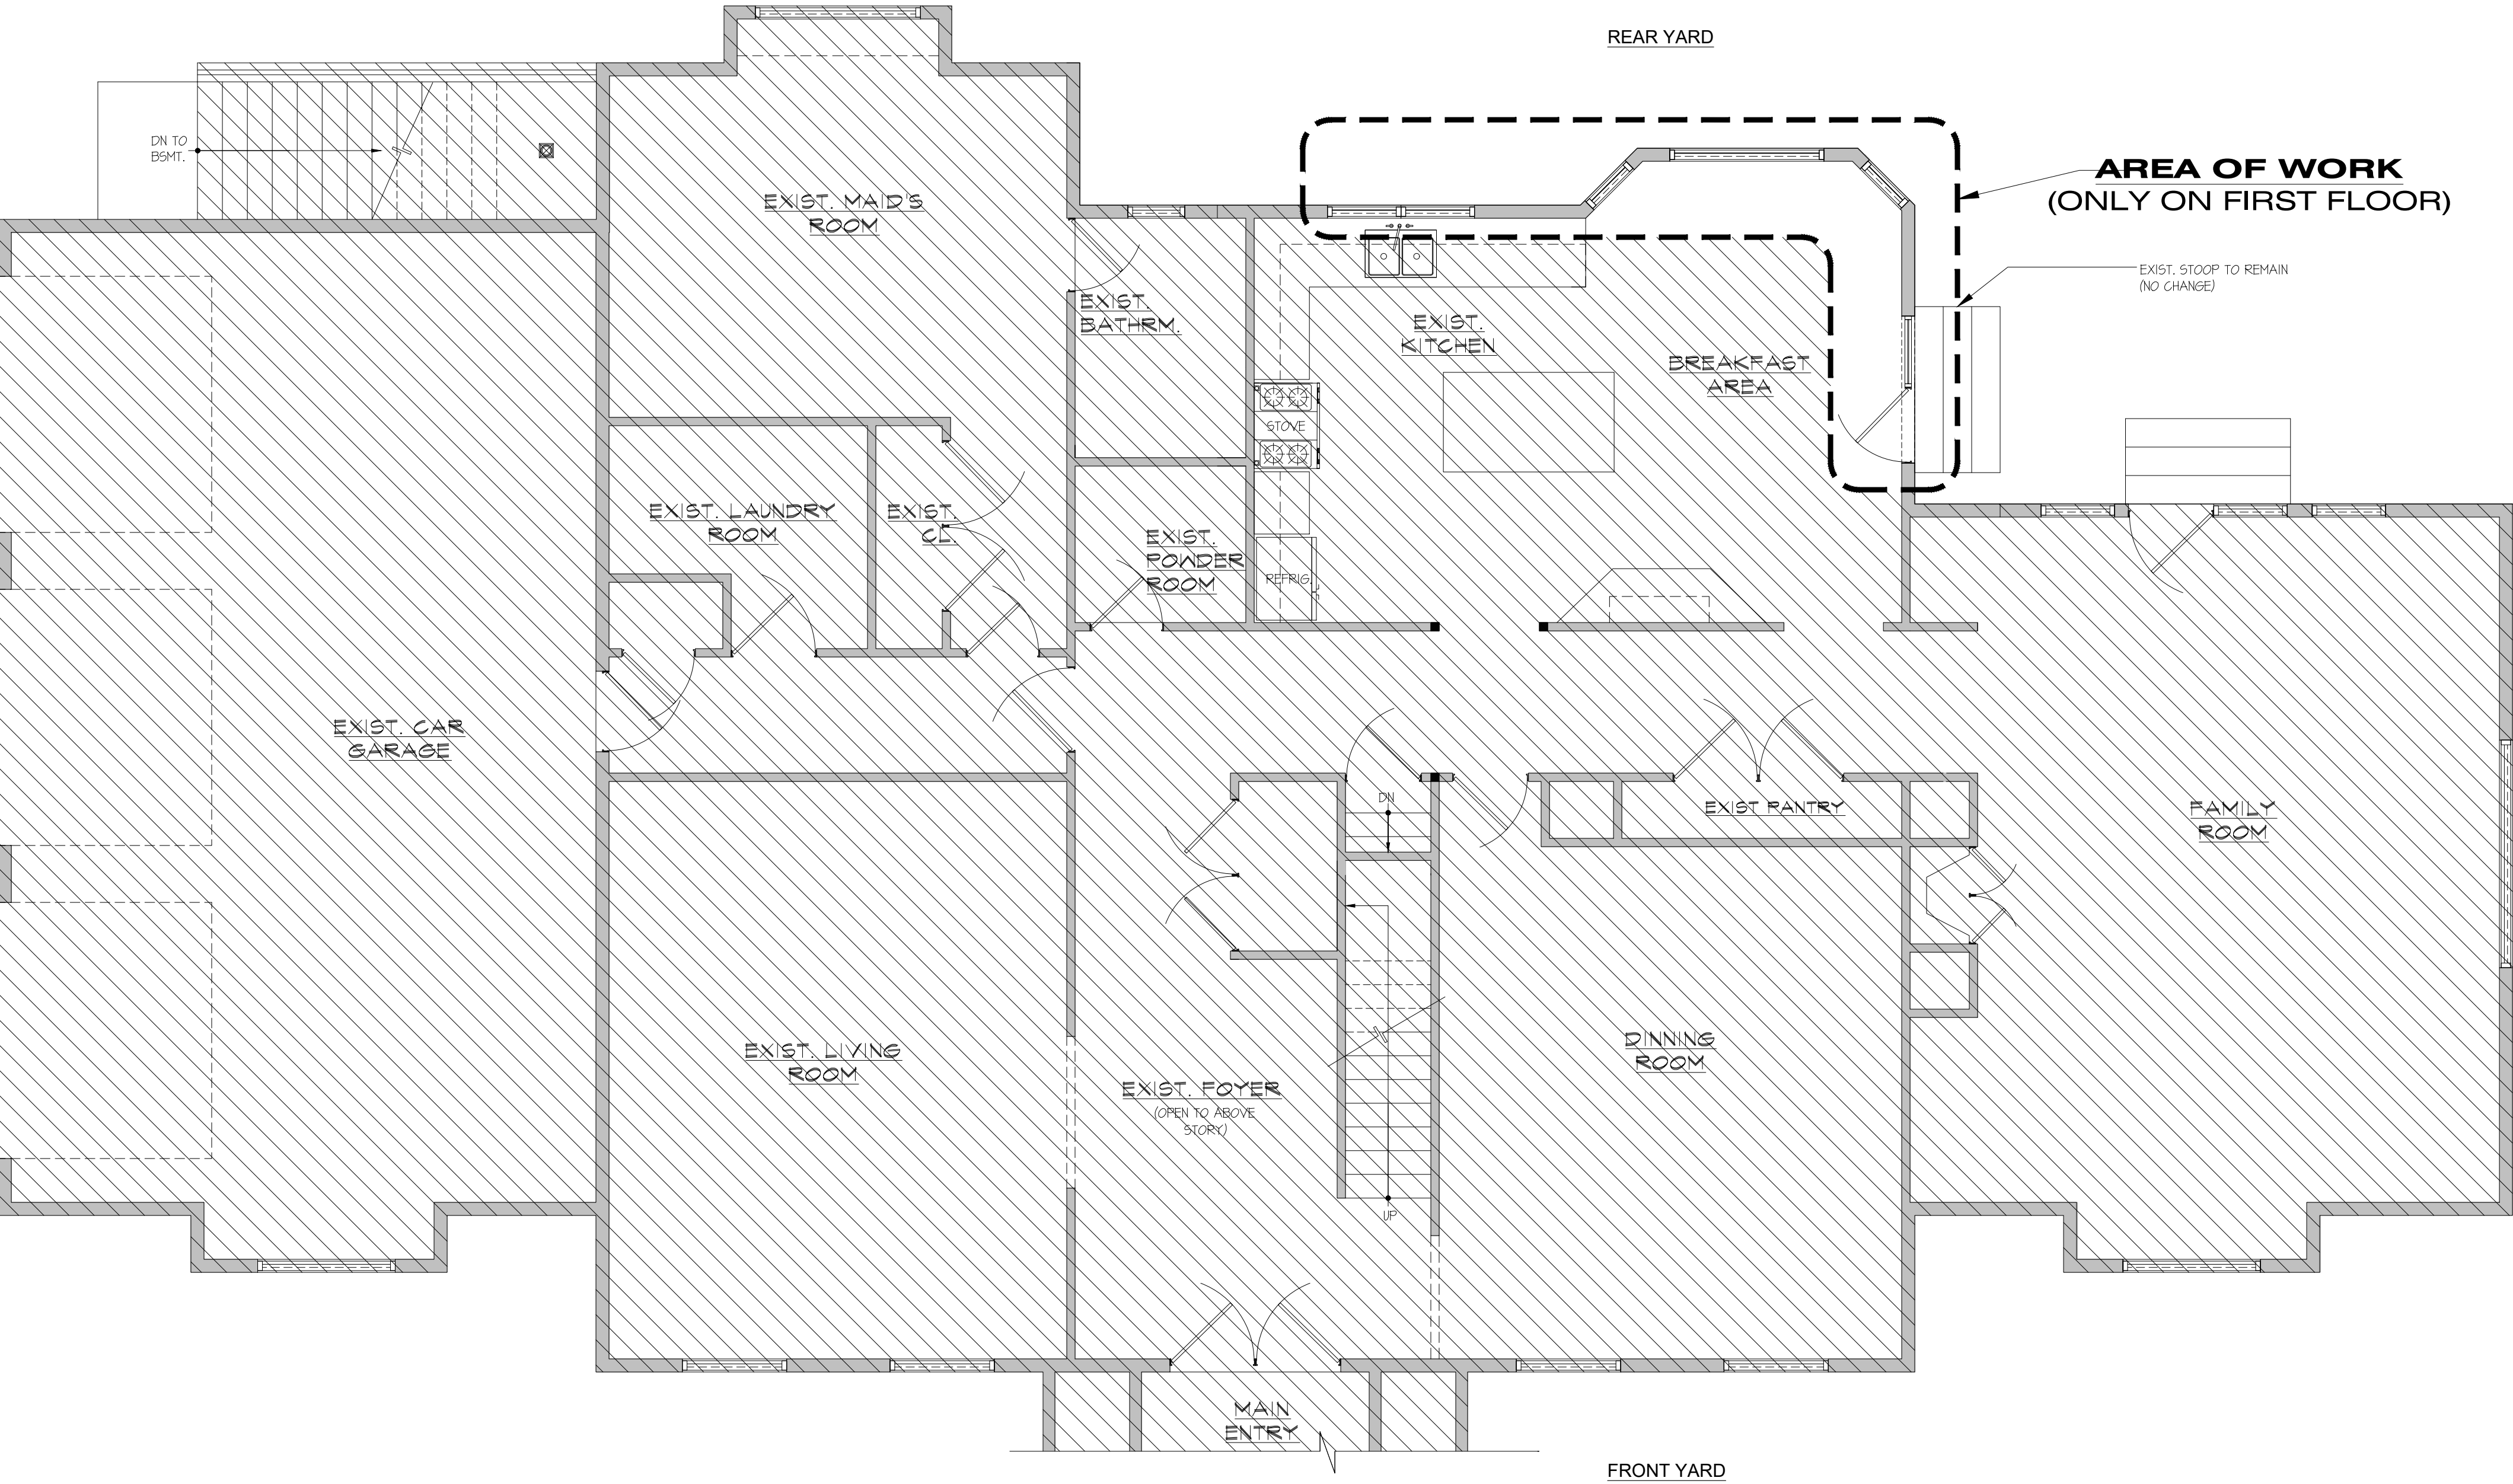 REAR YARD
DN TO
BSMT.
AREA OF WORK
(ONLY ON FIRST FLOOR)
EXIST. MAID'S
ROOM
EXIST. STOOP TO REMAIN
(NO CHANGE)
EXIST.
BATHRM.
EXIST.
KITCHEN
BREAKFAST
AREA
STOVE
EXIST. LAUNDRY
ROOM
EXIST.
CL.
EXIST.
POWDER
ROOM
REFRIG.
EXIST. CAR
GARAGE
DN
EXIST PANTRY
FAMILY
ROOM
EXIST. LIVING
ROOM
DINNING
ROOM
EXIST. FOYER
(OPEN TO ABOVE
STORY)
UP
MAIN
ENTRY
FRONT YARD